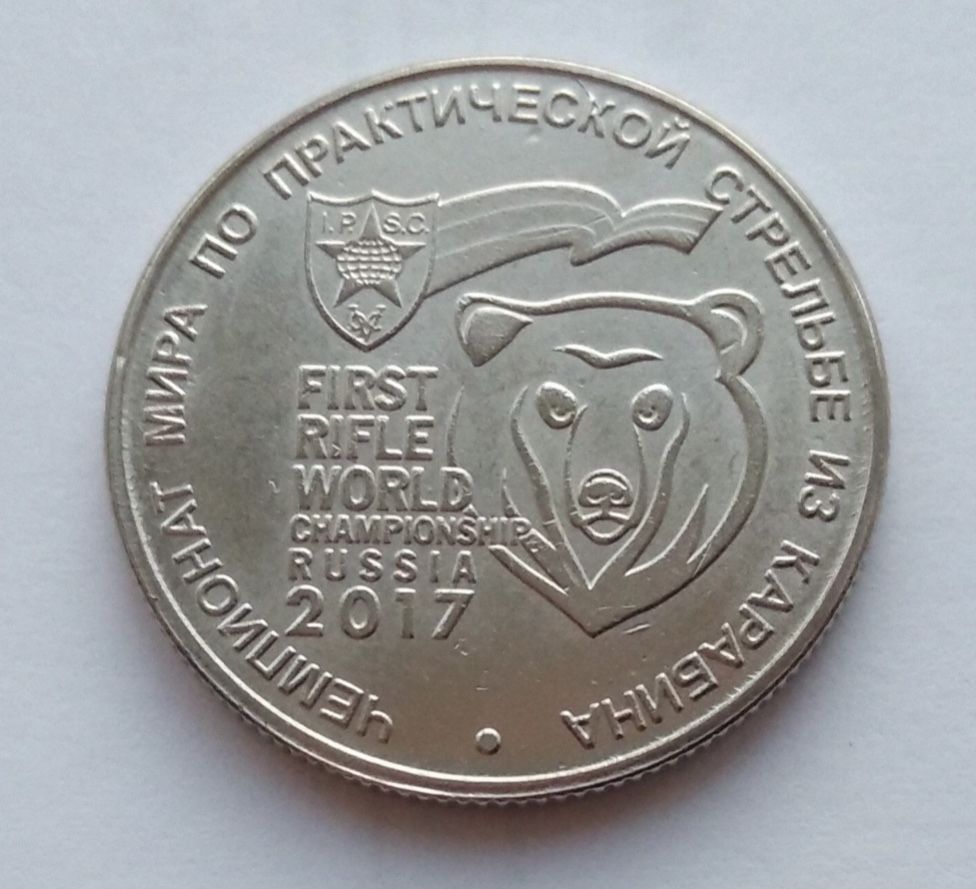 ЧЕМПИОНАТ МИРА ПО ПРАКТИЧЕСКОЙ СТРЕЛЬБЕ ИЗ КАРАБИНА
I.P.S.C.
FIRST
RIFLE
WORLD
CHAMPIONSHIP
RUSSIA
2017